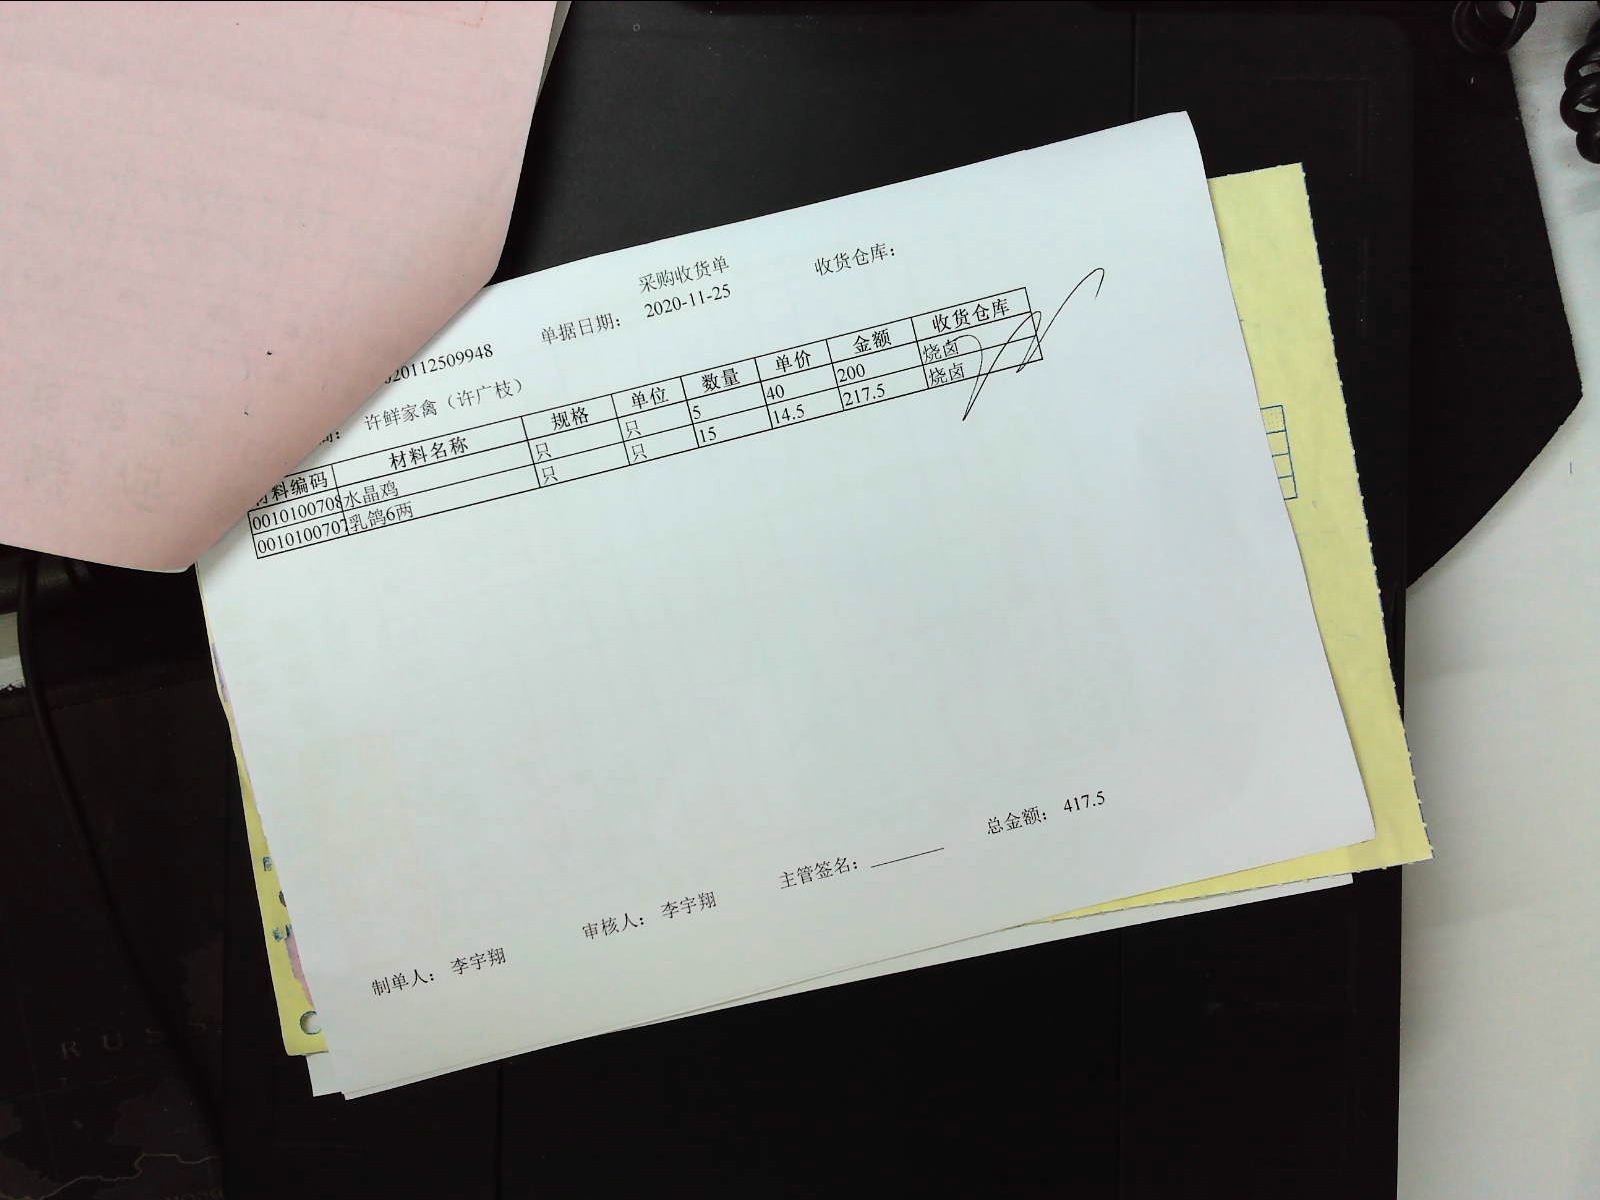 采购收货单
单据日期： 2020-11-25 收货仓库：
020112509948
许鲜家禽（许广枝）
材料编码 材料名称 规格 单位 数量 单价 金额 收货仓库
0010100708 水晶鸡 只 只 5 40 200 烧卤
0010100707 乳鸽6两 只 只 15 14.5 217.5 烧卤
制单人： 李宇翔 审核人： 李宇翔 主管签名： 总金额： 417.5